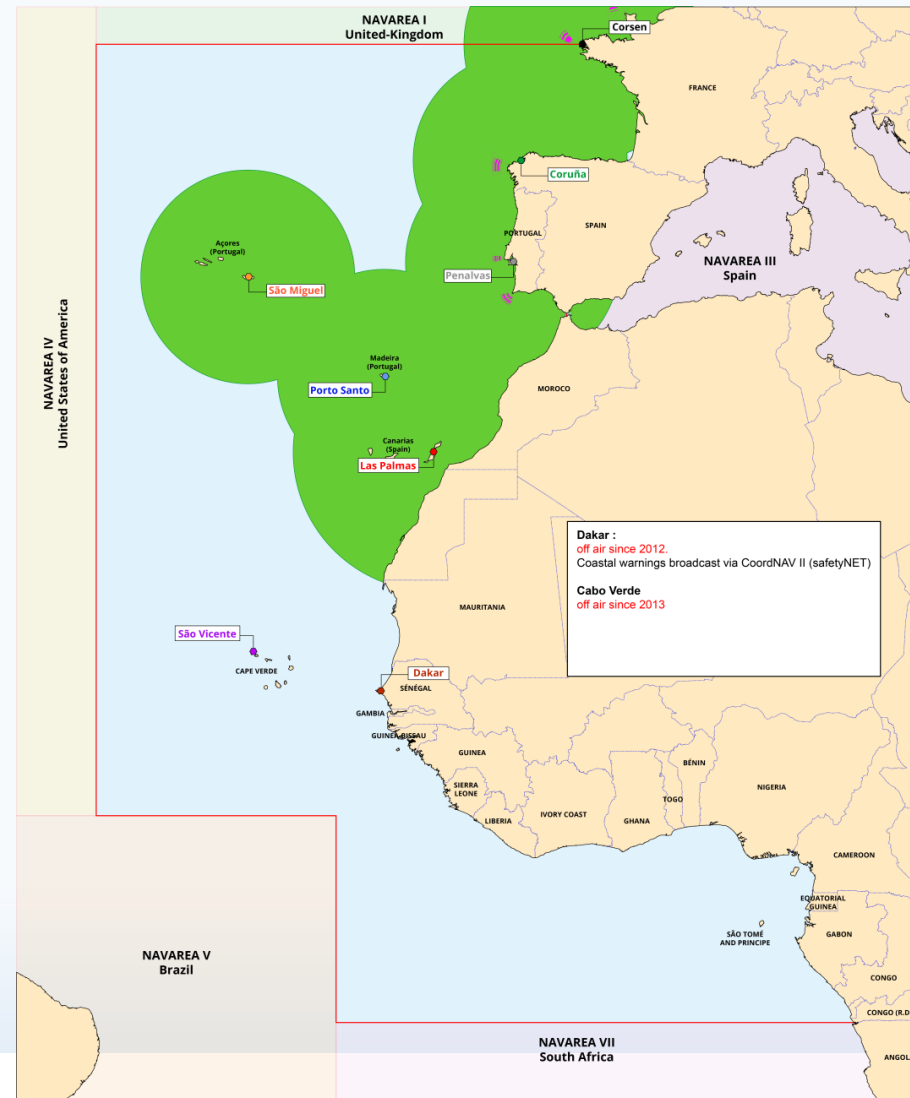 NAVAREA I
United-Kingdom
Corsen
FRANCE
Coruña
PORTUGAL
SPAIN
Açores
(Portugal)
NAVAREA III
Spain
Penalvas
São Miguel
NAVAREA IV
United States of America
Madeira
(Portugal)
Porto Santo
MOROCO
Canarias
(Spain)
Las Palmas
Dakar :
off air since 2012.
Coastal warnings broadcast via CoordNAV II (safetyNET)
Cabo Verde
off air since 2013
MAURITANIA
São Vicente
CAPE VERDE
Dakar
SÉNÉGAL
GAMBIA
GUINEA-BISSAU
GUINEA
SIERRA
LEONE
LIBERIA
IVORY COAST
GHANA
TOGO
BÉNIN
NIGERIA
CAMEROON
EQUATORIAL
GUINEA
SÃO TOMÉ
AND PRINCIPE
GABON
NAVAREA V
Brazil
CONGO
CONGO (R.D
NAVAREA VII
South Africa
ANGOL